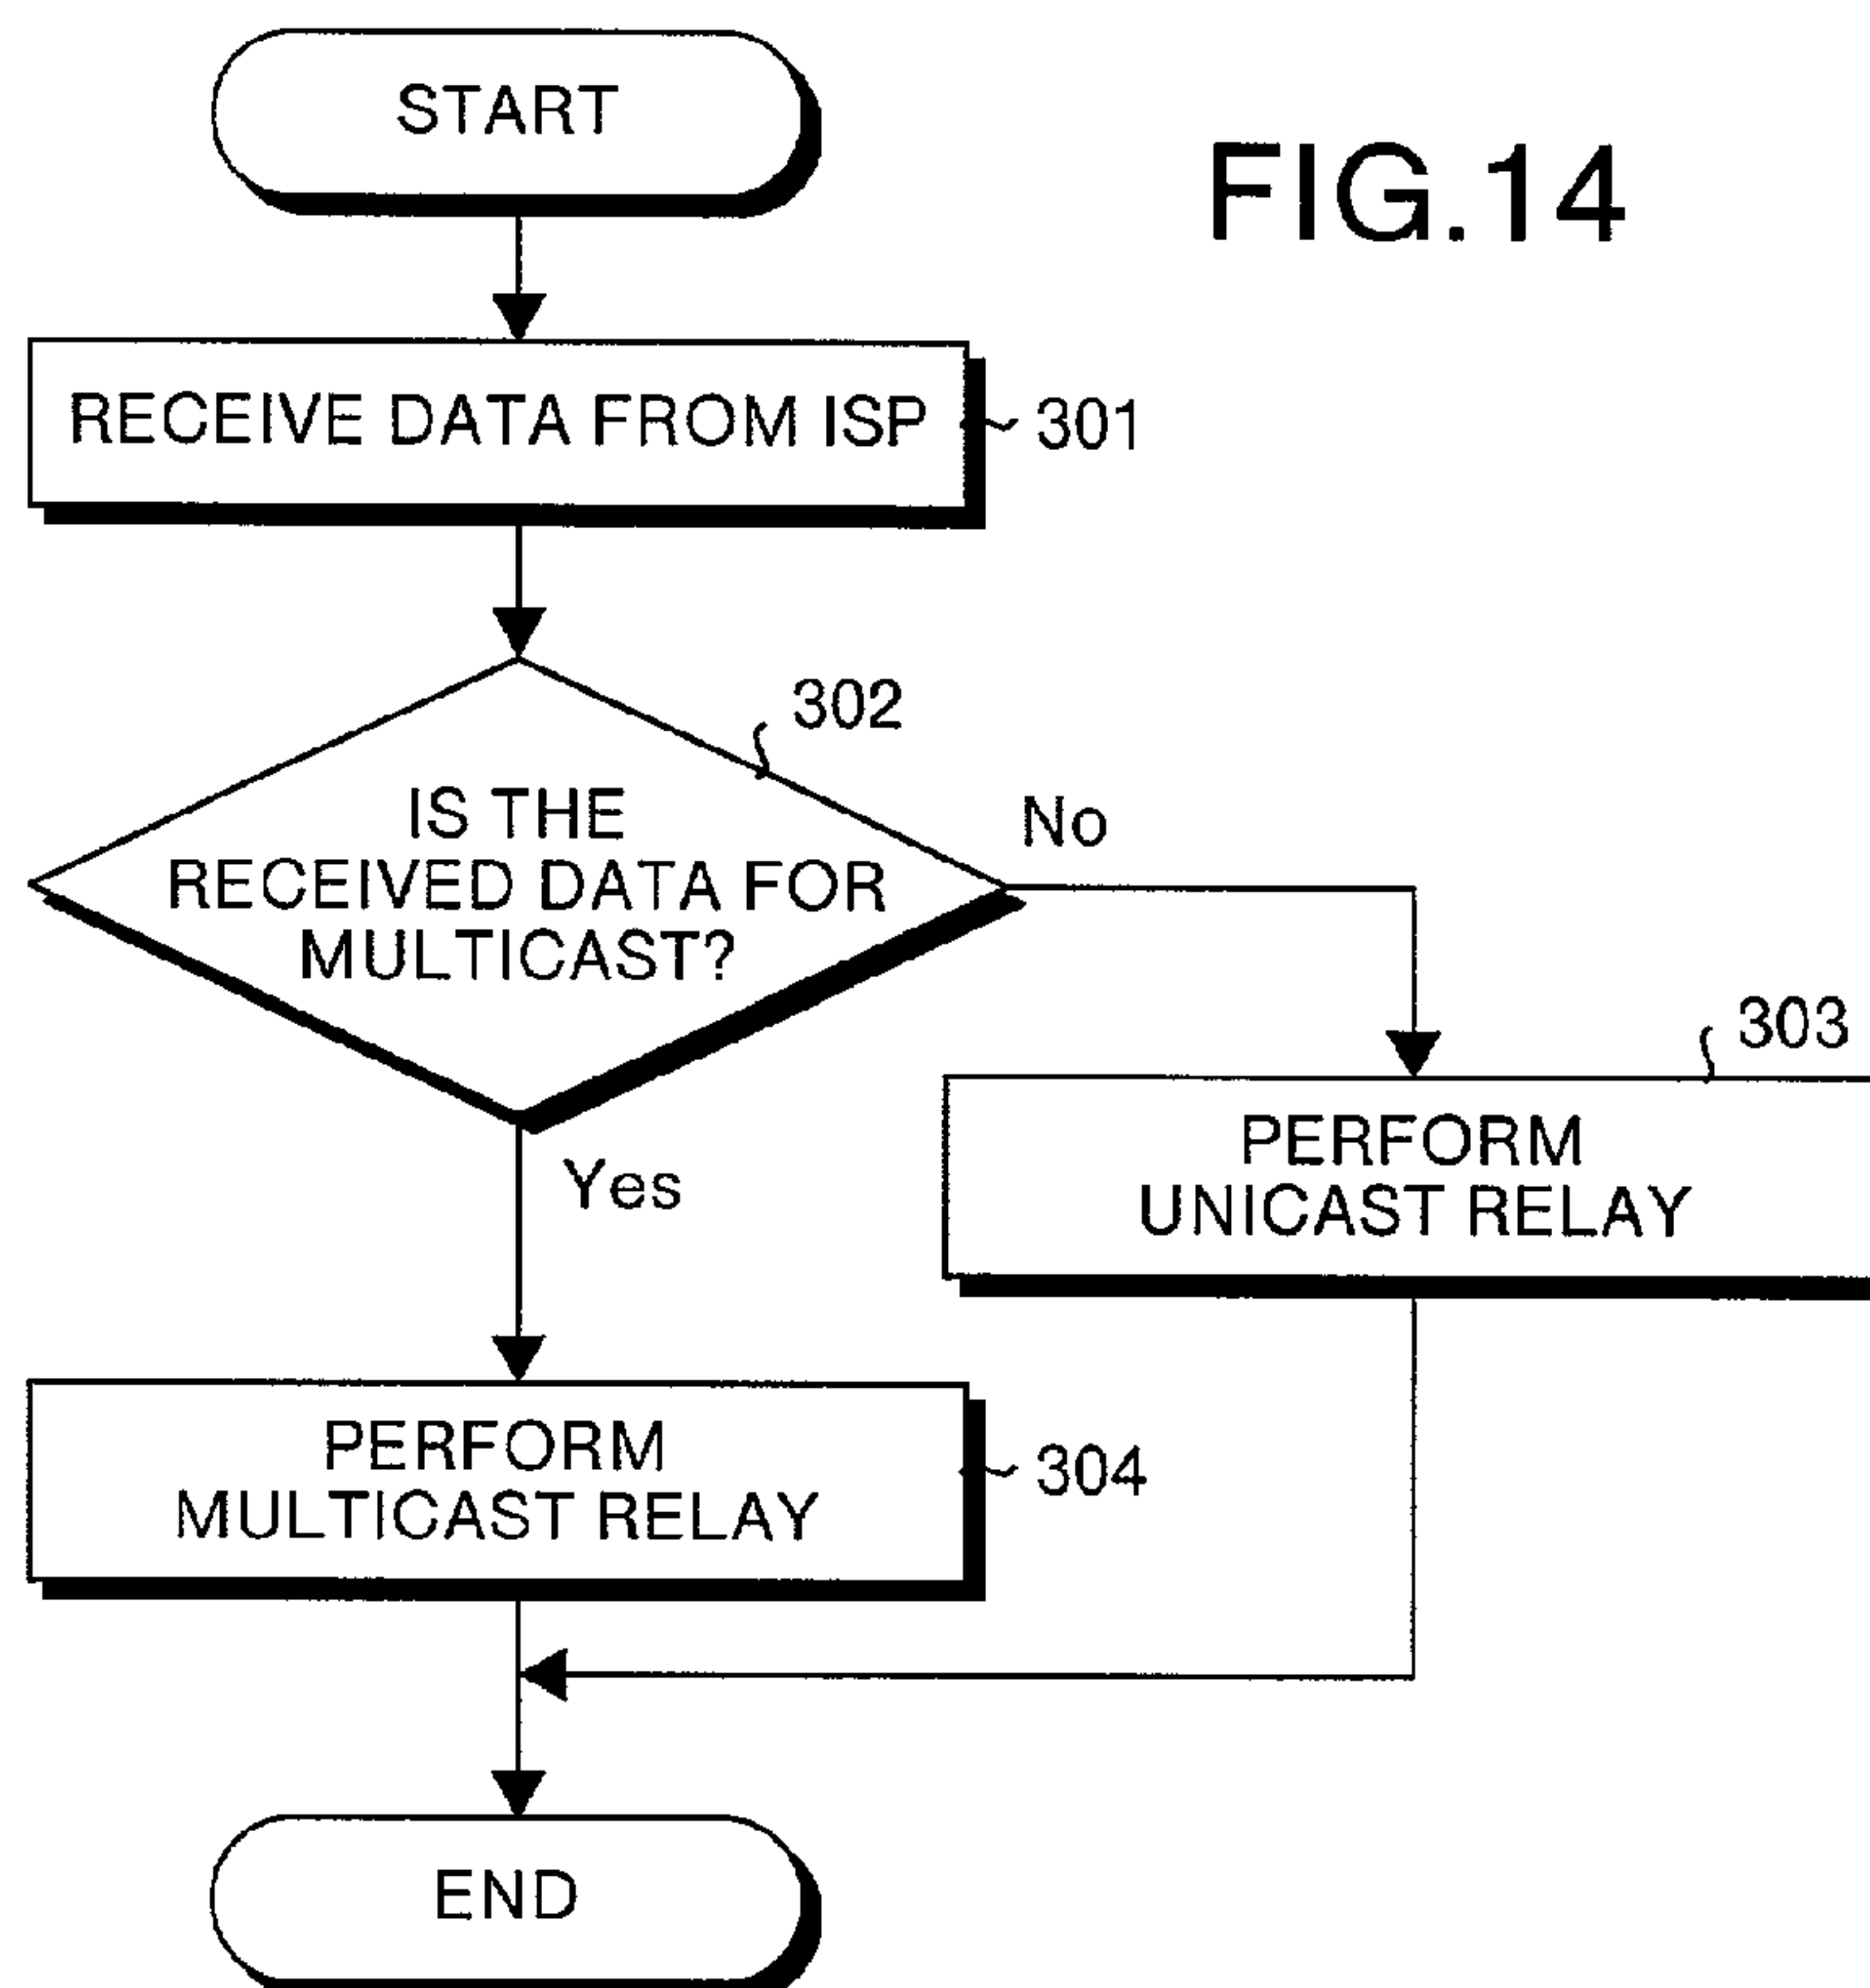 START
FIG.14
RECEIVE DATA FROM ISP
301
302
IS THE
RECEIVED DATA FOR
MULTICAST?
No
303
PERFORM
UNICAST RELAY
Yes
PERFORM
MULTICAST RELAY
304
END